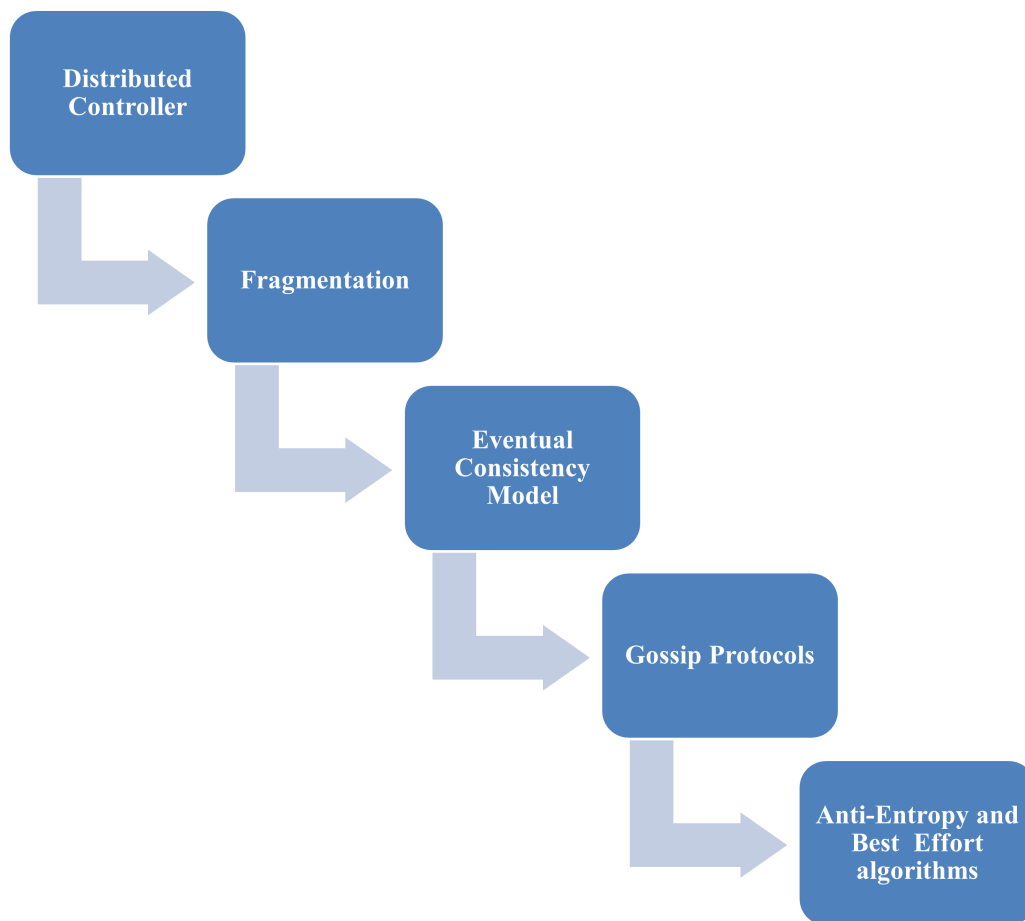 Distributed
Controller
Fragmentation
Eventual
Consistency
Model
Gossip Protocols
Anti-Entropy and
Best Effort
algorithms